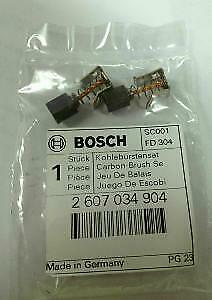 BOSCH
SC001
FD 304
1
Stück Kohlebürstenset
Piece Carbon Brush Se
Pièce Jeu De Balais
Pieza Juego De Escobi
2 607 034 904
Made in Germany
PG 23